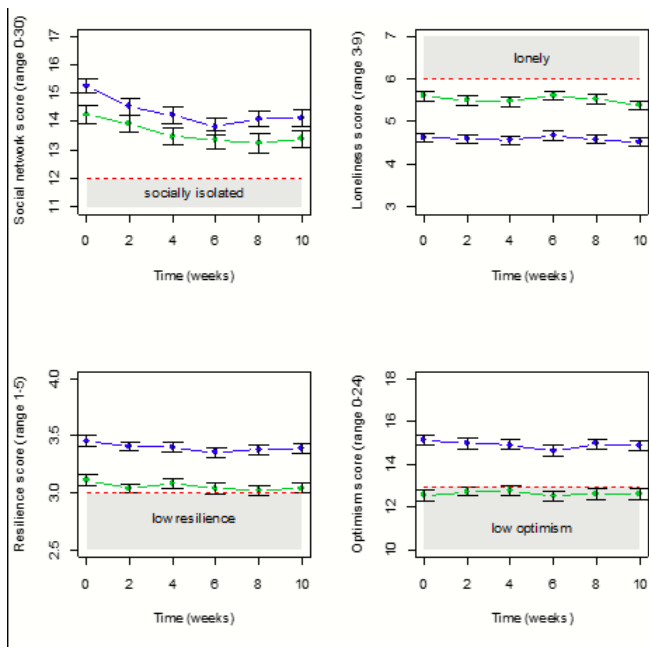 Social network score (range 0-30)
17
16
15
14
13
12
11
socially isolated
0 2 4 6 8 10
Time (weeks)
Loneliness score (range 3-9)
7
6
5
4
3
lonely
0 2 4 6 8 10
Time (weeks)
Resilience score (range 1-5)
4.0
3.5
3.0
2.5
low resilience
0 2 4 6 8 10
Time (weeks)
Optimism score (range 0-24)
18
16
14
12
10
low optimism
0 2 4 6 8 10
Time (weeks)